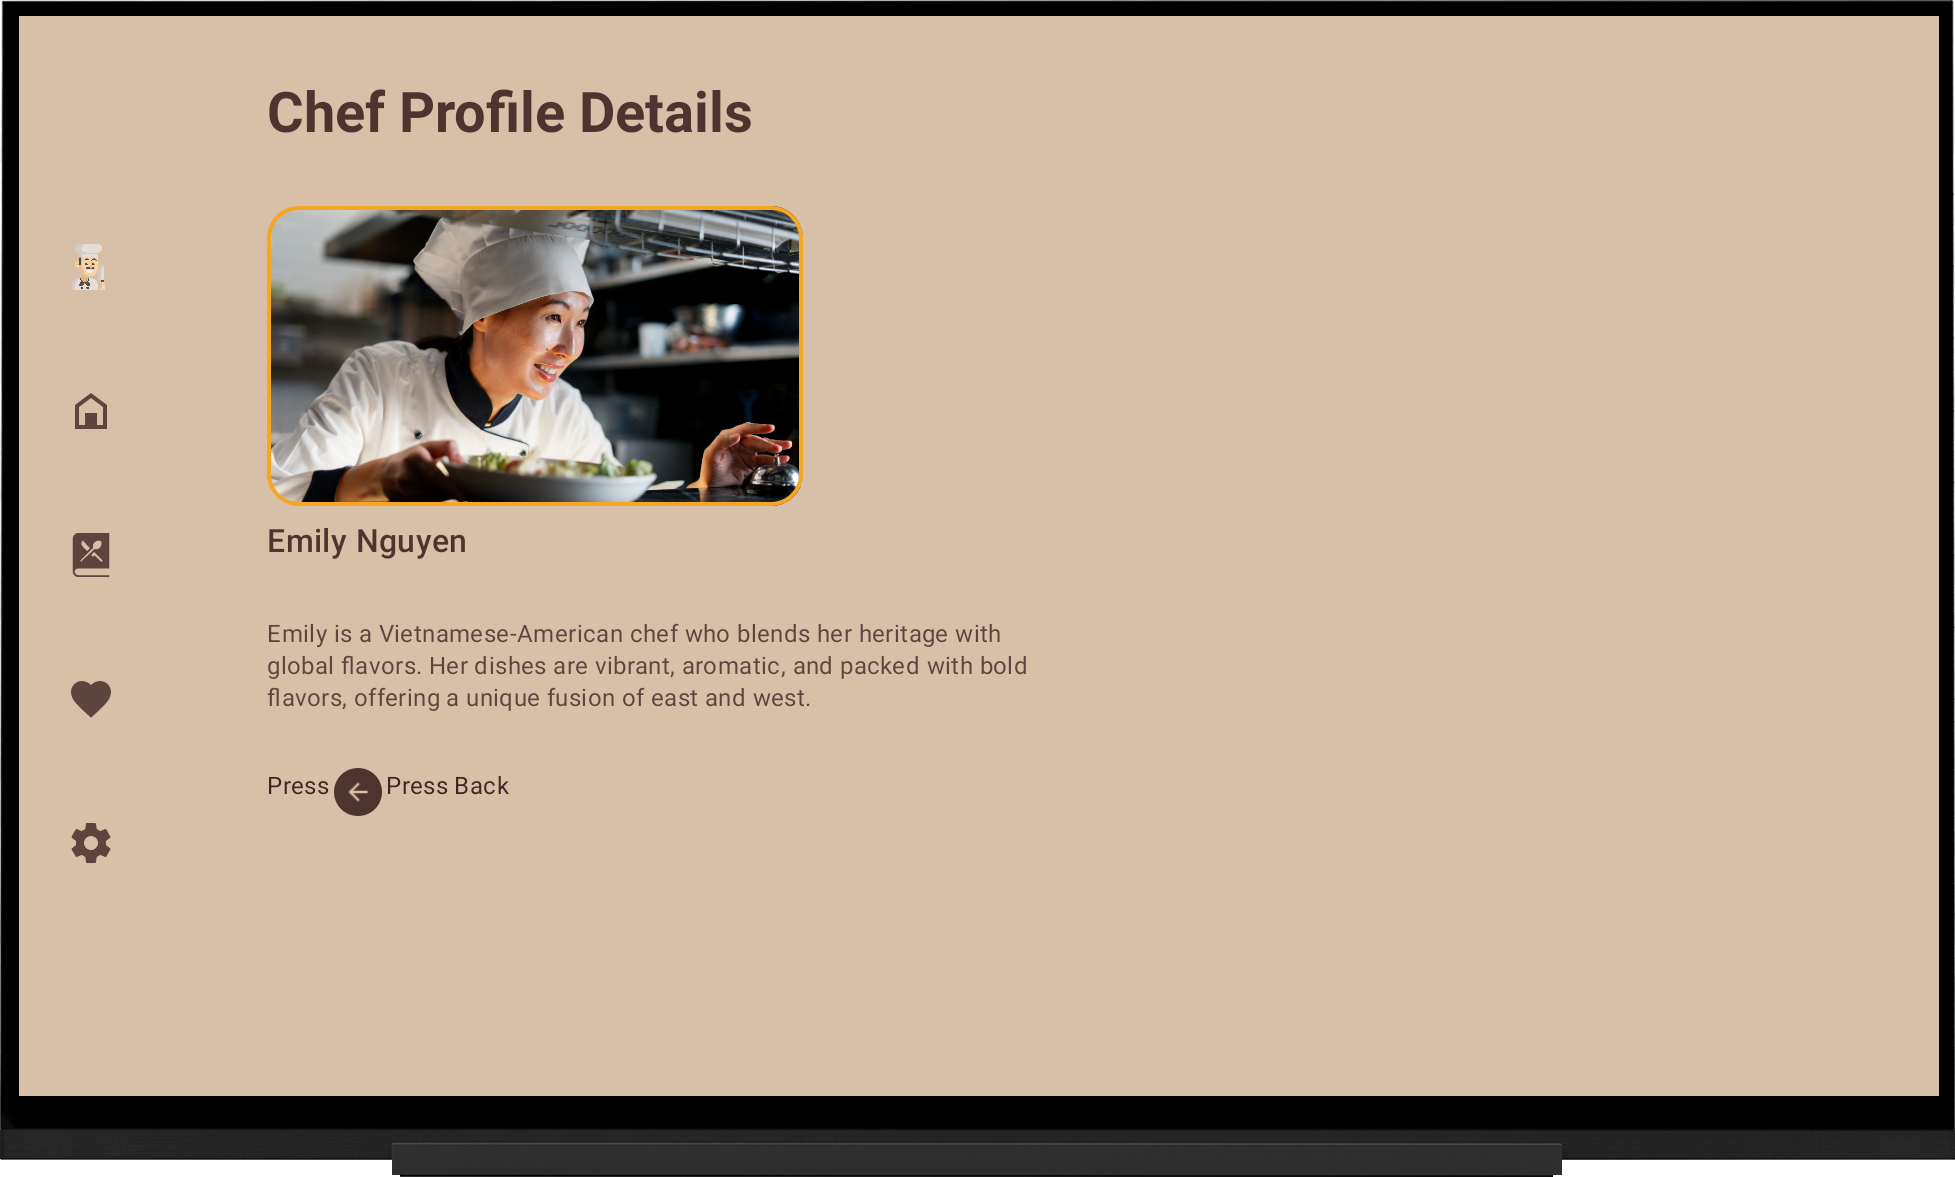 Chef Profile Details
Emily Nguyen
Emily is a Vietnamese-American chef who blends her heritage with
global flavors. Her dishes are vibrant, aromatic, and packed with bold
flavors, offering a unique fusion of east and west.
Press Press Back